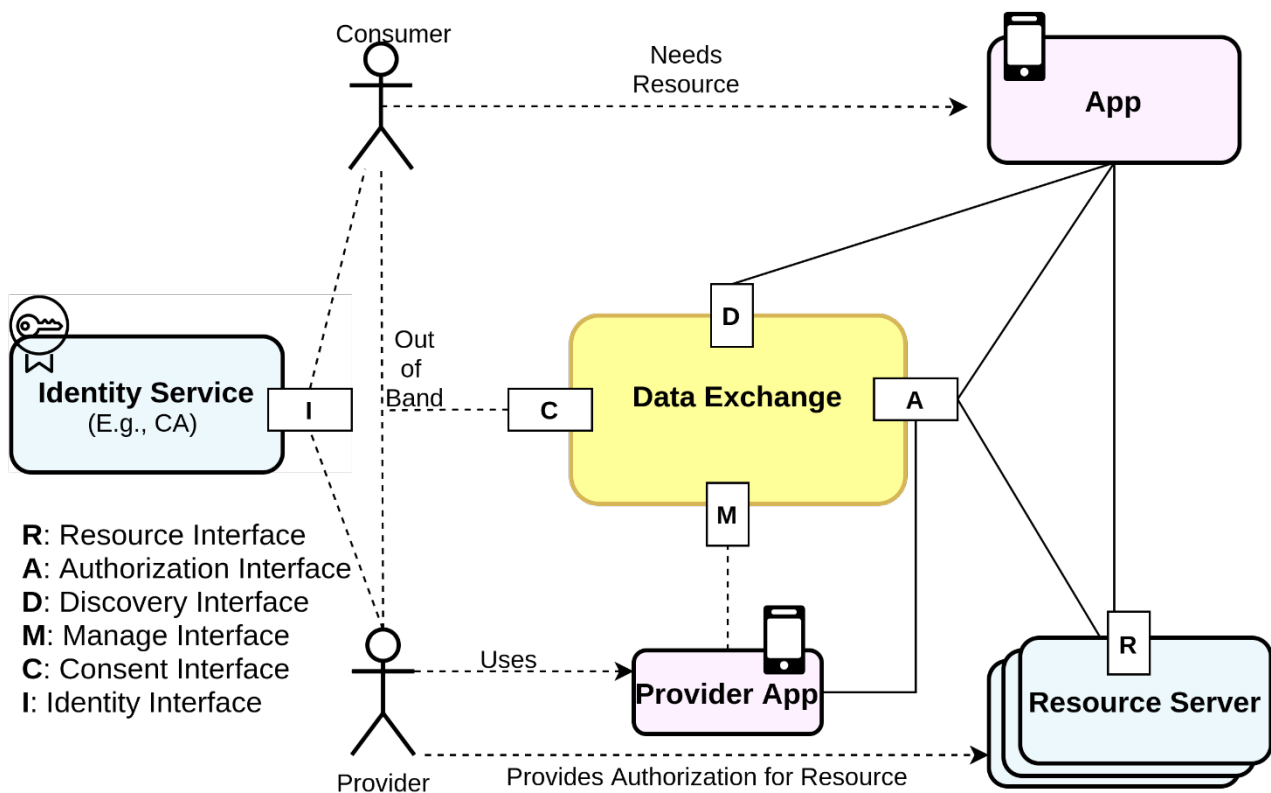 Consumer
Needs
Resource
App
D
Out
of
Band
Identity Service
(E.g., CA)
I
C
Data Exchange
A
M
R: Resource Interface
A: Authorization Interface
D: Discovery Interface
M: Manage Interface
C: Consent Interface
I: Identity Interface
Uses
Provider App
R
Resource Server
Provider
Provides Authorization for Resource